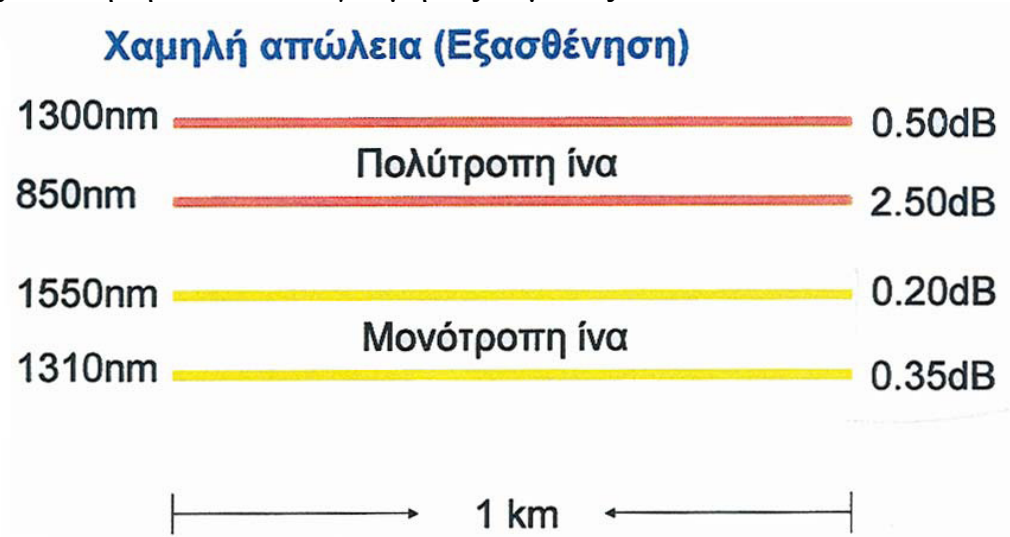 Χαμηλή απώλεια (Εξασθένηση)
1300nm 0.50dB
Πολύτροπη ίνα
850nm 2.50dB
1550nm 0.20dB
Μονότροπη ίνα
1310nm 0.35dB
1 km